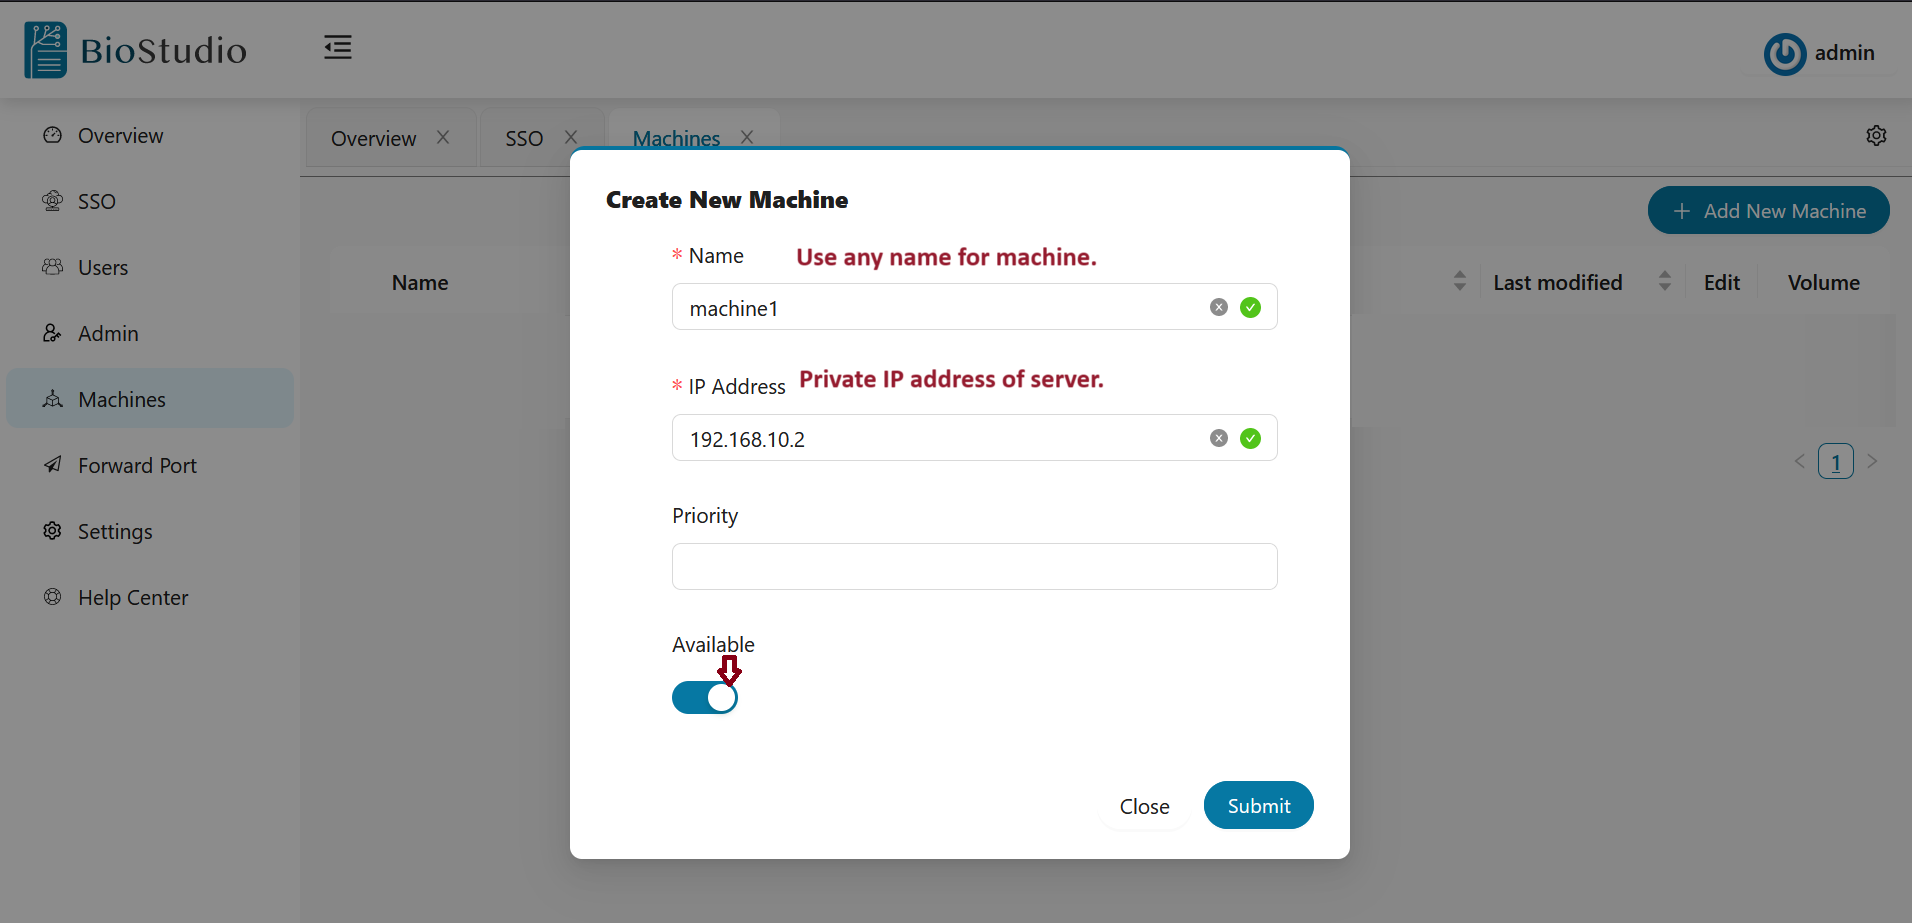 BioStudio
admin
Overview
SSO
Users
Admin
Machines
Forward Port
Settings
Help Center
Overview
SSO
Machines
Add New Machine
Name
Last modified
Edit
Volume
1
Create New Machine
* Name
Use any name for machine.
machine1
* IP Address
Private IP address of server.
192.168.10.2
Priority
Available
Close
Submit